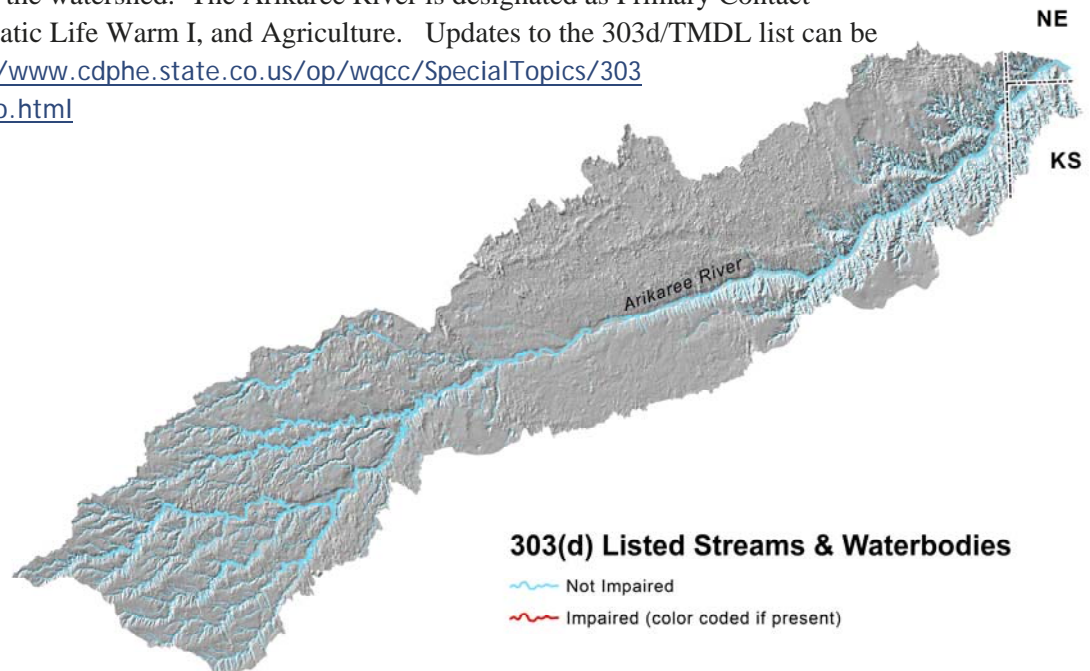 the watershed. The Arikaree River is designated as Primary Contact
atic Life Warm I, and Agriculture. Updates to the 303d/TMDL list can be
/www.cdphe.state.co.us/op/wqcc/SpecialTopics/303
o.html
NE
KS
Arikaree River
303(d) Listed Streams & Waterbodies
Not Impaired
Impaired (color coded if present)